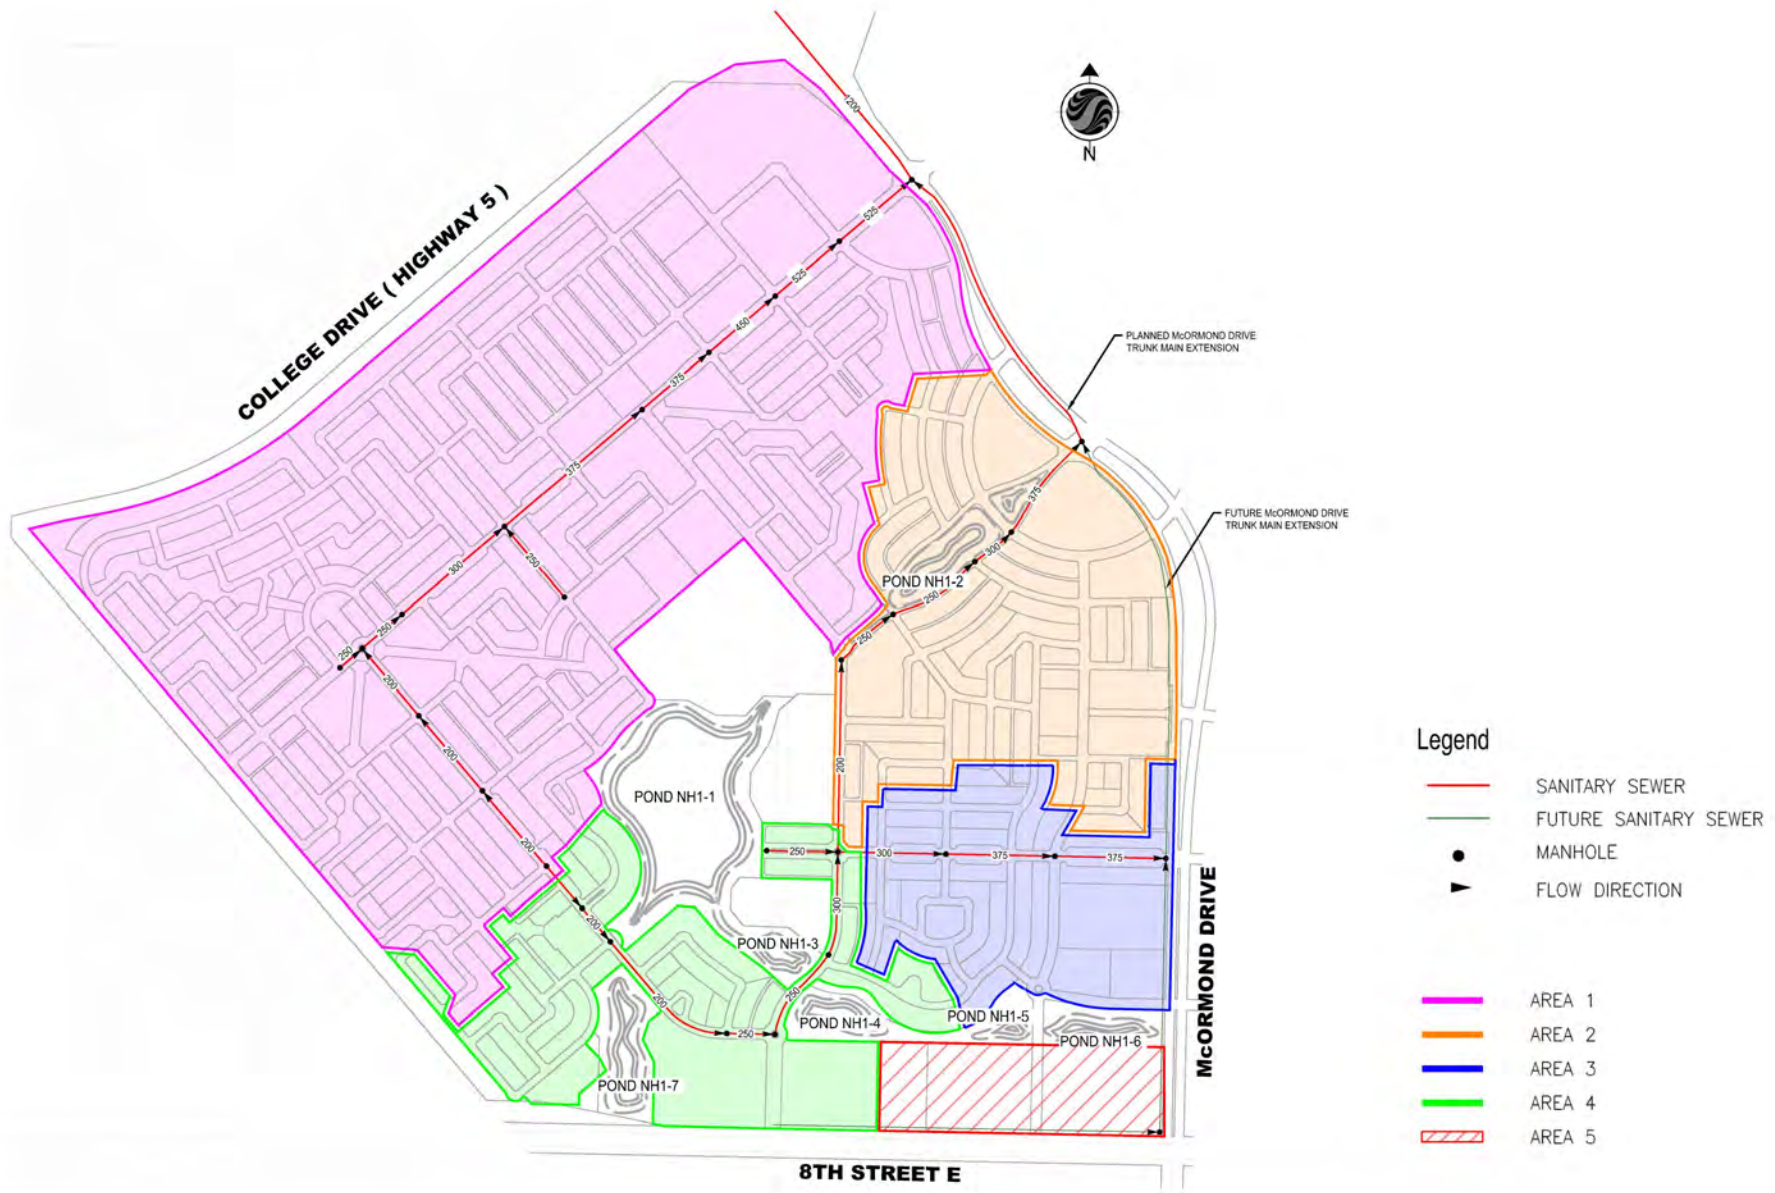 1200
N
COLLEGE DRIVE ( HIGHWAY 5 )
525
525
450
375
375
250
300
250
250
200
200
200
200
200
250
250
300
250
300
375
375
200
250
250
300
375
PLANNED McORMOND DRIVE
TRUNK MAIN EXTENSION
FUTURE McORMOND DRIVE
TRUNK MAIN EXTENSION
POND NH1-2
POND NH1-1
POND NH1-3
POND NH1-4
POND NH1-5
POND NH1-6
POND NH1-7
McORMOND DRIVE
8TH STREET E
Legend
SANITARY SEWER
FUTURE SANITARY SEWER
MANHOLE
FLOW DIRECTION
AREA 1
AREA 2
AREA 3
AREA 4
AREA 5